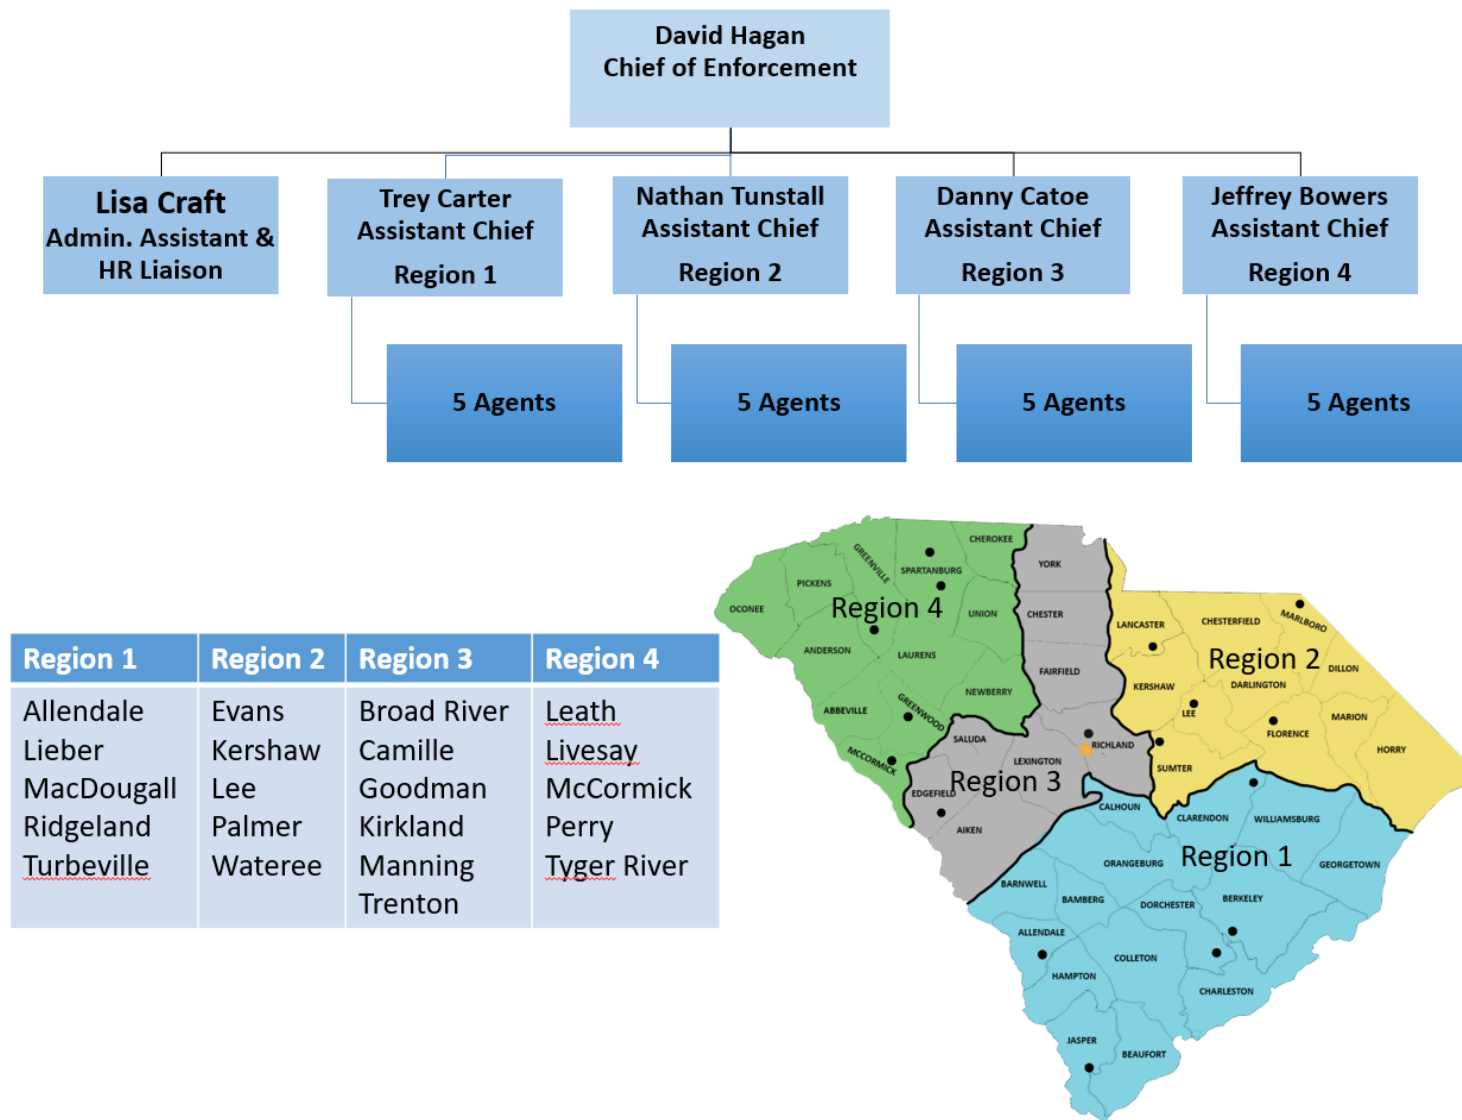 David Hagan
Chief of Enforcement
Lisa Craft
Admin. Assistant &
HR Liaison
Trey Carter
Assistant Chief
Region 1
Nathan Tunstall
Assistant Chief
Region 2
Danny Catoe
Assistant Chief
Region 3
Jeffrey Bowers
Assistant Chief
Region 4
5 Agents
5 Agents
5 Agents
5 Agents
Region 1
Allendale
Lieber
MacDougall
Ridgeland
Turbeville
Region 2
Evans
Kershaw
Lee
Palmer
Wateree
Region 3
Broad River
Camille
Goodman
Kirkland
Manning
Trenton
Region 4
Leath
Livesay
McCormick
Perry
Tyger River
Region 4
OCONEE
PICKENS
GREENVILLE
SPARTANBURG
CHEROKEE
UNION
ANDERSON
LAURENS
NEWBERRY
ABBEVILLE
GREENWOOD
MCCORMICK
Region 3
YORK
CHESTER
FAIRFIELD
RICHLAND
LEXINGTON
SALUDA
EDGEFIELD
AIKEN
Region 2
LANCASTER
CHESTERFIELD
MARLBORO
DILLON
KERSHAW
DARLINGTON
LEE
FLORENCE
MARION
HORRY
SUMTER
Region 1
CALHOUN
CLARENDON
WILLIAMSBURG
GEORGETOWN
ORANGEBURG
BARNWELL
BAMBERG
DORCHESTER
BERKELEY
ALLENDALE
COLLETON
HAMPTON
CHARLESTON
JASPER
BEAUFORT